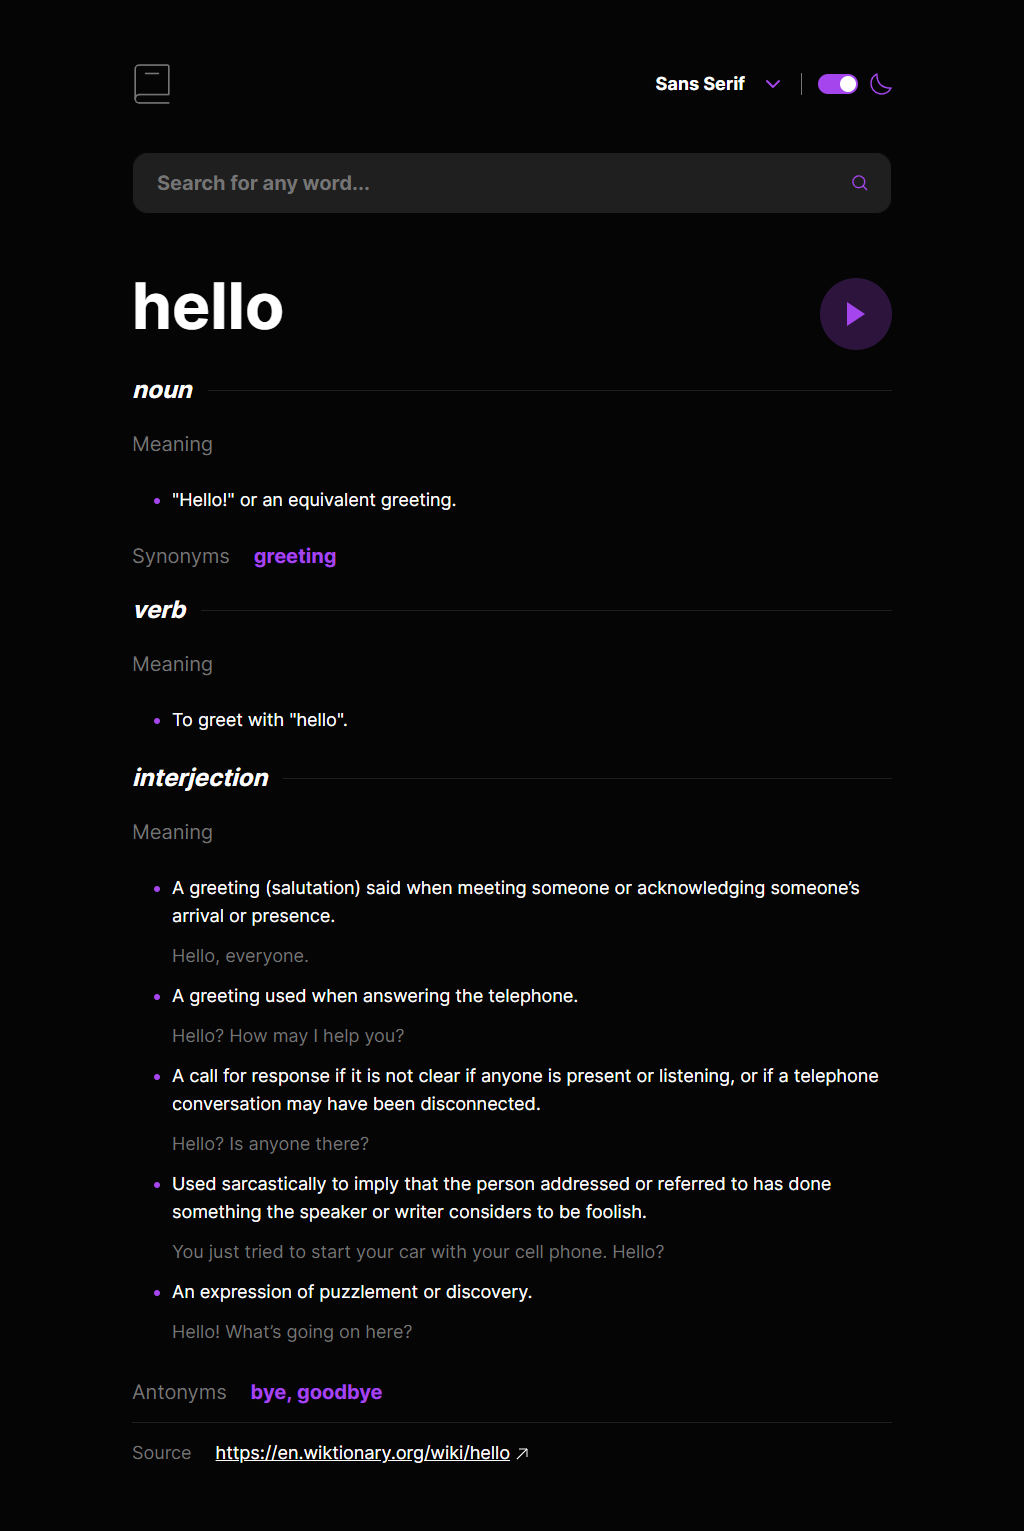 Sans Serif
Search for any word...
hello
noun
Meaning
"Hello!" or an equivalent greeting.
Synonyms greeting
verb
Meaning
To greet with "hello".
interjection
Meaning
A greeting (salutation) said when meeting someone or acknowledging someone’s
arrival or presence.
Hello, everyone.
A greeting used when answering the telephone.
Hello? How may I help you?
A call for response if it is not clear if anyone is present or listening, or if a telephone
conversation may have been disconnected.
Hello? Is anyone there?
Used sarcastically to imply that the person addressed or referred to has done
something the speaker or writer considers to be foolish.
You just tried to start your car with your cell phone. Hello?
An expression of puzzlement or discovery.
Hello! What’s going on here?
Antonyms bye, goodbye
Source https://en.wiktionary.org/wiki/hello